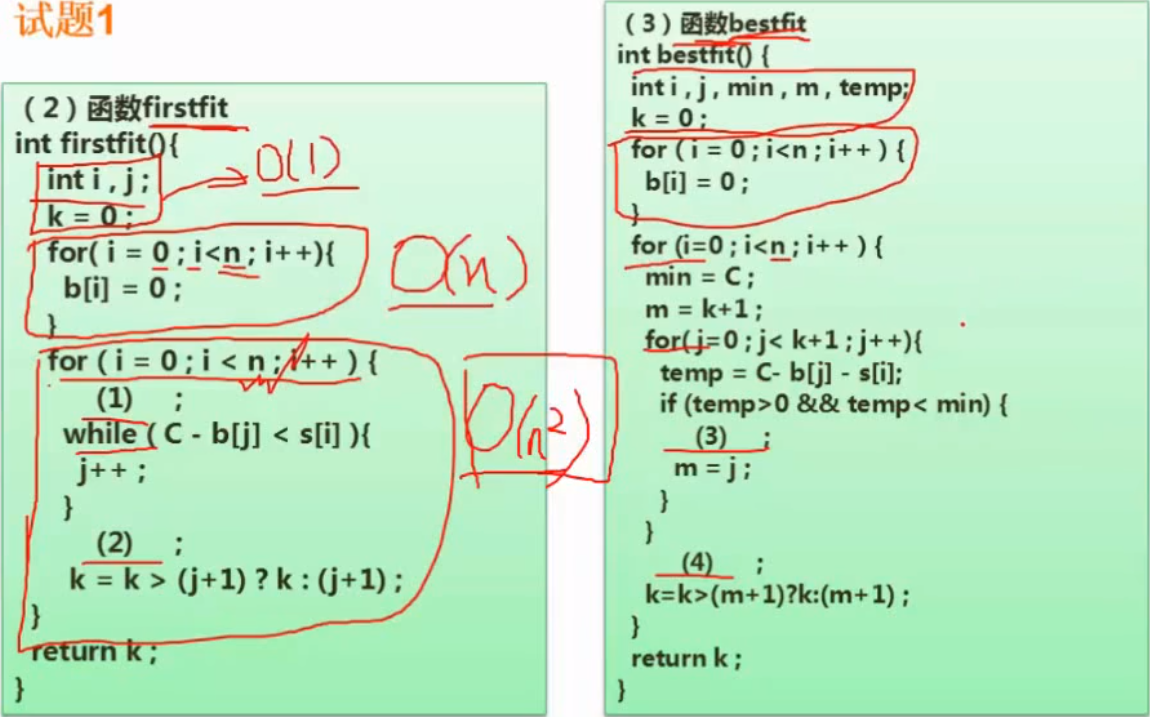 试题1
（2）函数firstfit
int firstfit(){
int i , j ;
k = 0 ;
for( i = 0 ; i<n ; i++){
b[i] = 0 ;
}
for ( i = 0 ; i < n ; i++ ) {
(1) ;
while ( C - b[j] < s[i] ){
j++ ;
}
(2) ;
k = k > (j+1) ? k : (j+1) ;
}
return k ;
}
O(1)
O(n)
O(n²)
（3）函数bestfit
int bestfit() {
int i , j , min , m , temp;
k = 0 ;
for ( i = 0 ; i<n ; i++ ) {
b[i] = 0 ;
}
for (i=0 ; i<n ; i++ ) {
min = C ;
m = k+1 ;
for( j=0 ; j< k+1 ; j++){
temp = C- b[j] - s[i];
if (temp>0 && temp< min) {
(3) ;
m = j ;
}
}
(4) ;
k=k>(m+1)?k:(m+1) ;
}
return k ;
}